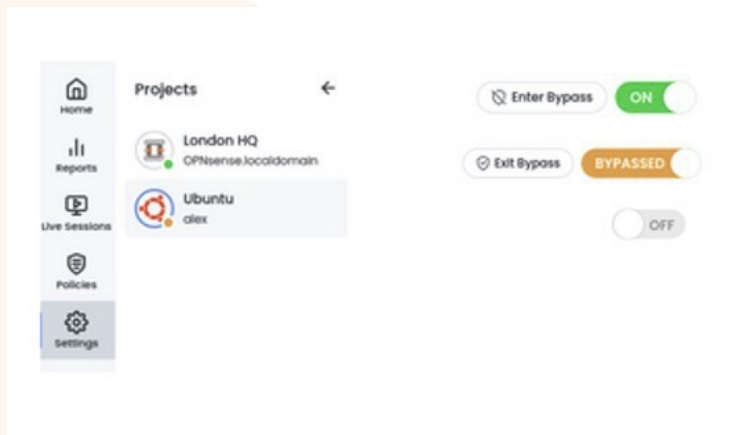 Home
Reports
Live Sessions
Policies
Settings
Projects
London HQ
OPNsense.localdomain
Ubuntu
alex
Enter Bypass
ON
Exit Bypass
BYPASSED
OFF